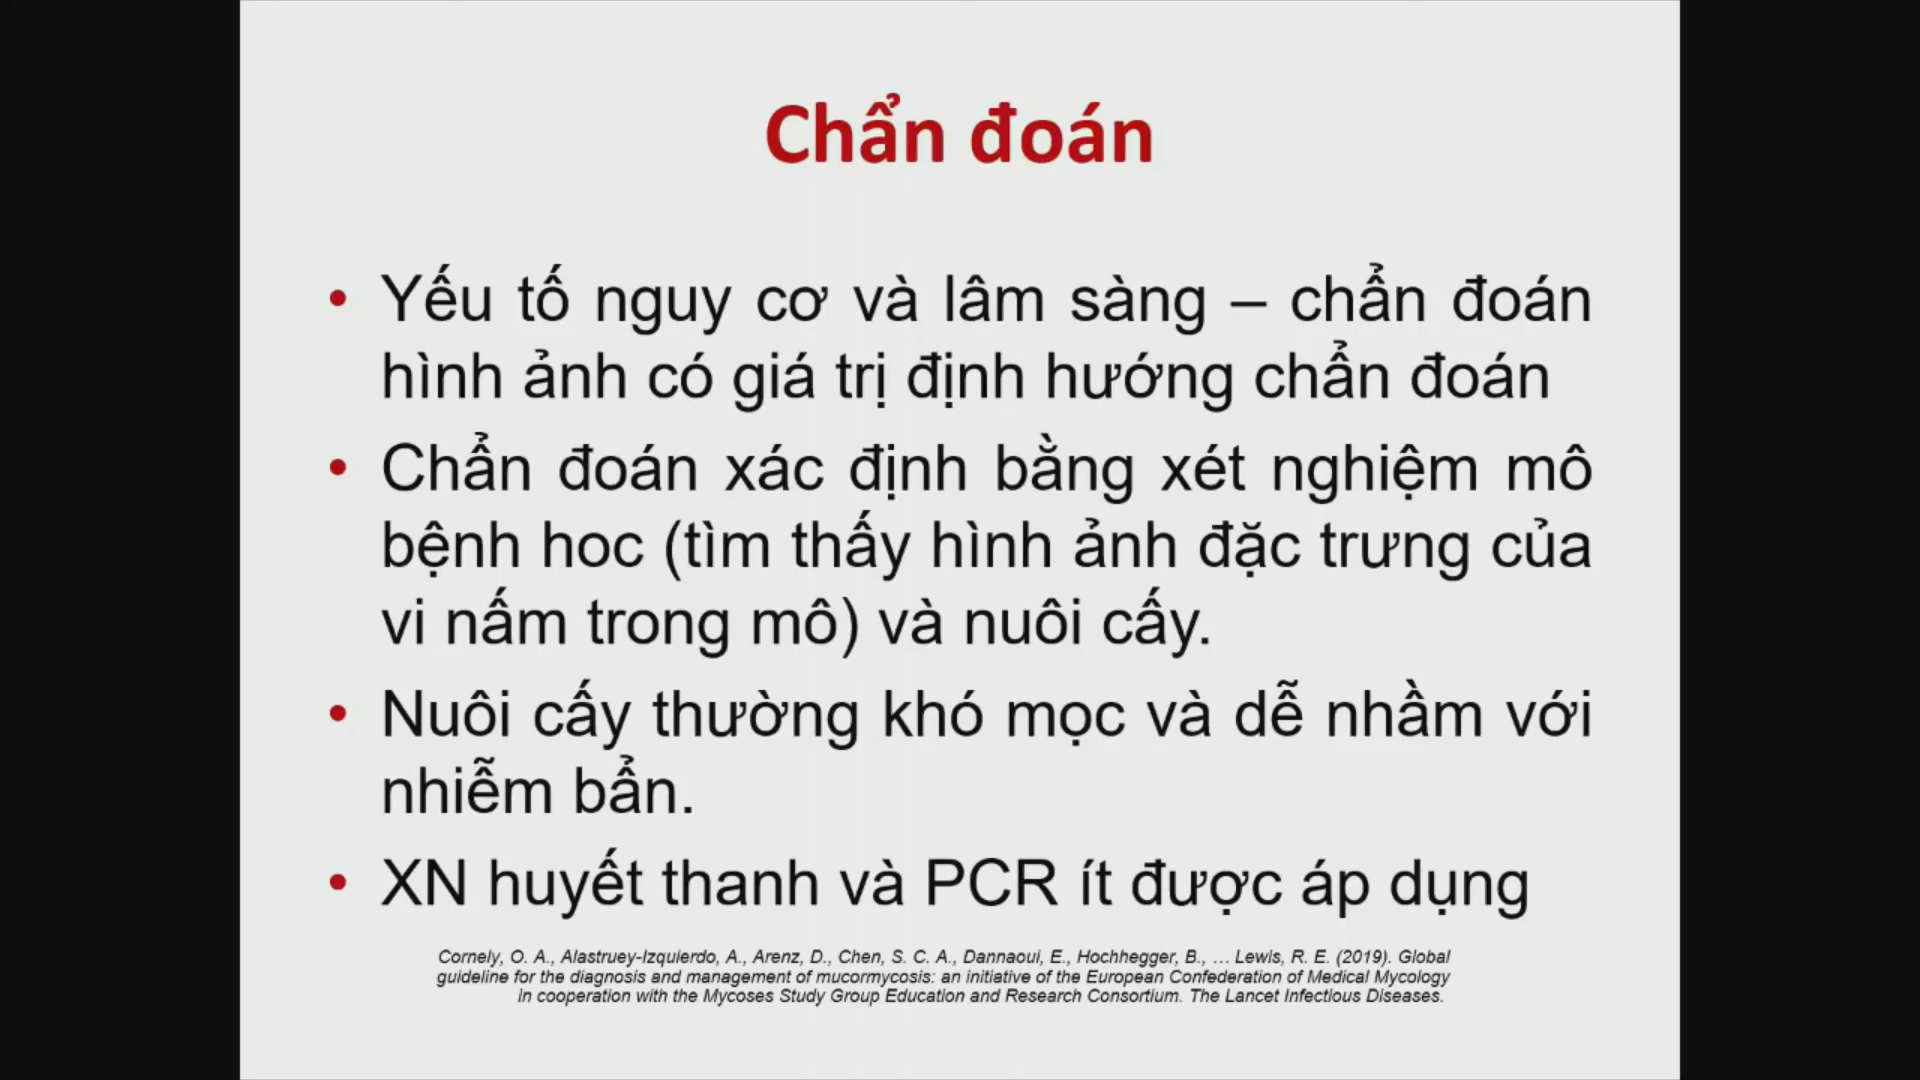 Chẩn đoán
• Yếu tố nguy cơ và lâm sàng – chẩn đoán
hình ảnh có giá trị định hướng chẩn đoán
• Chẩn đoán xác định bằng xét nghiệm mô
bệnh hoc (tìm thấy hình ảnh đặc trưng của
vi nấm trong mô) và nuôi cấy.
• Nuôi cấy thường khó mọc và dễ nhầm với
nhiễm bẩn.
• XN huyết thanh và PCR ít được áp dụng
Cornely, O. A., Alastruey-Izquierdo, A., Arenz, D., Chen, S. C. A., Dannaoui, E., Hochhegger, B., … Lewis, R. E. (2019). Global
guideline for the diagnosis and management of mucormycosis: an initiative of the European Confederation of Medical Mycology
in cooperation with the Mycoses Study Group Education and Research Consortium. The Lancet Infectious Diseases.